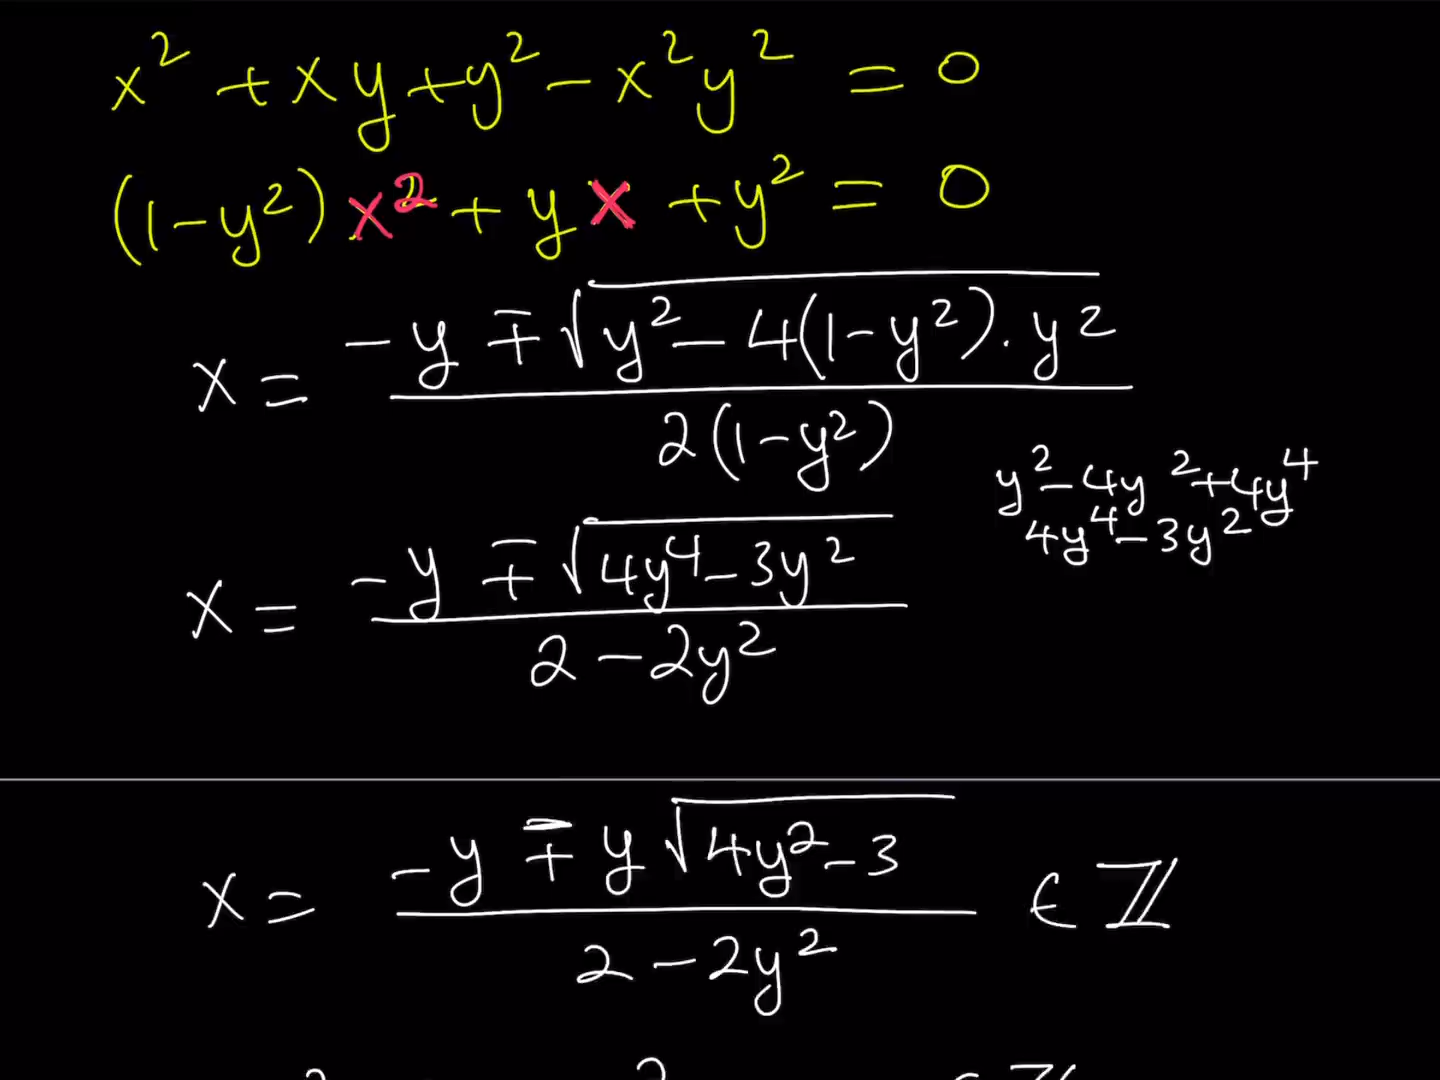 x² + xy + y² − x²y² = 0
(1−y²) x² + y x + y² = 0
x = (−y ∓ √(y² − 4(1−y²)·y²)) / (2(1−y²))
y² − 4y² + 4y⁴
4y⁴ − 3y²
x = (−y ∓ √(4y⁴ − 3y²)) / (2 − 2y²)
x = (−y ∓ y√(4y² − 3)) / (2 − 2y²) ∈ ℤ